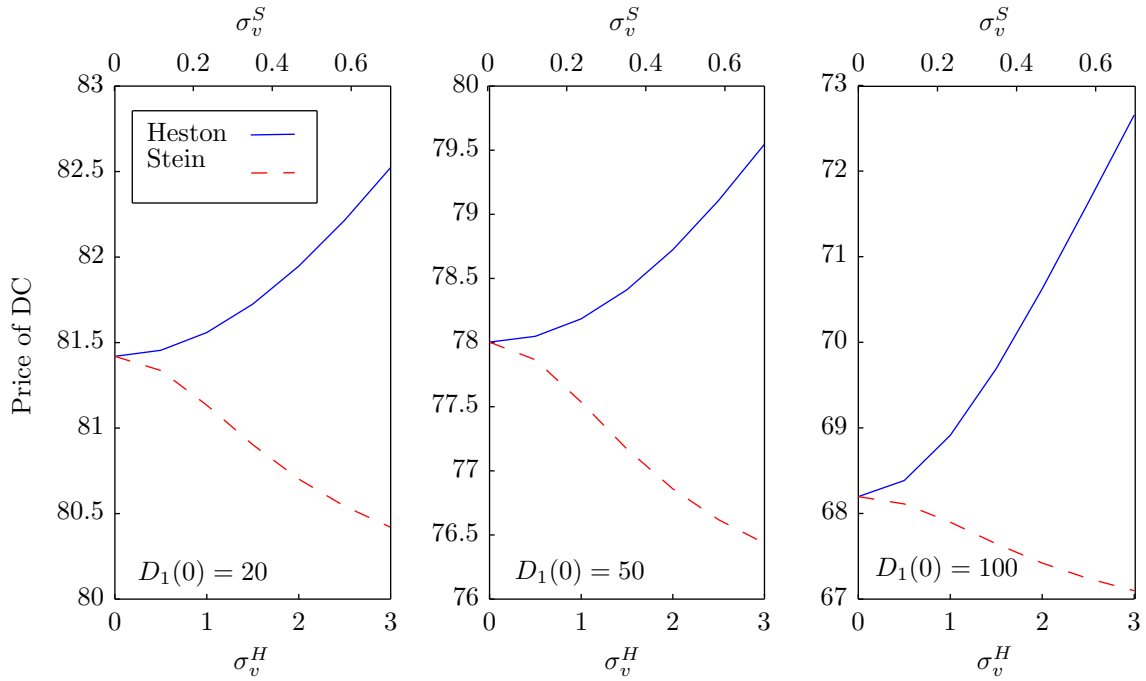 σ_v^S σ_v^S σ_v^S
0 0.2 0.4 0.6 0 0.2 0.4 0.6 0 0.2 0.4 0.6
Price of DC
83
82.5
82
81.5
81
80.5
80
Heston
Stein
D_1(0) = 20
80
79.5
79
78.5
78
77.5
77
76.5
76
D_1(0) = 50
73
72
71
70
69
68
67
D_1(0) = 100
0 1 2 3 0 1 2 3 0 1 2 3
σ_v^H σ_v^H σ_v^H